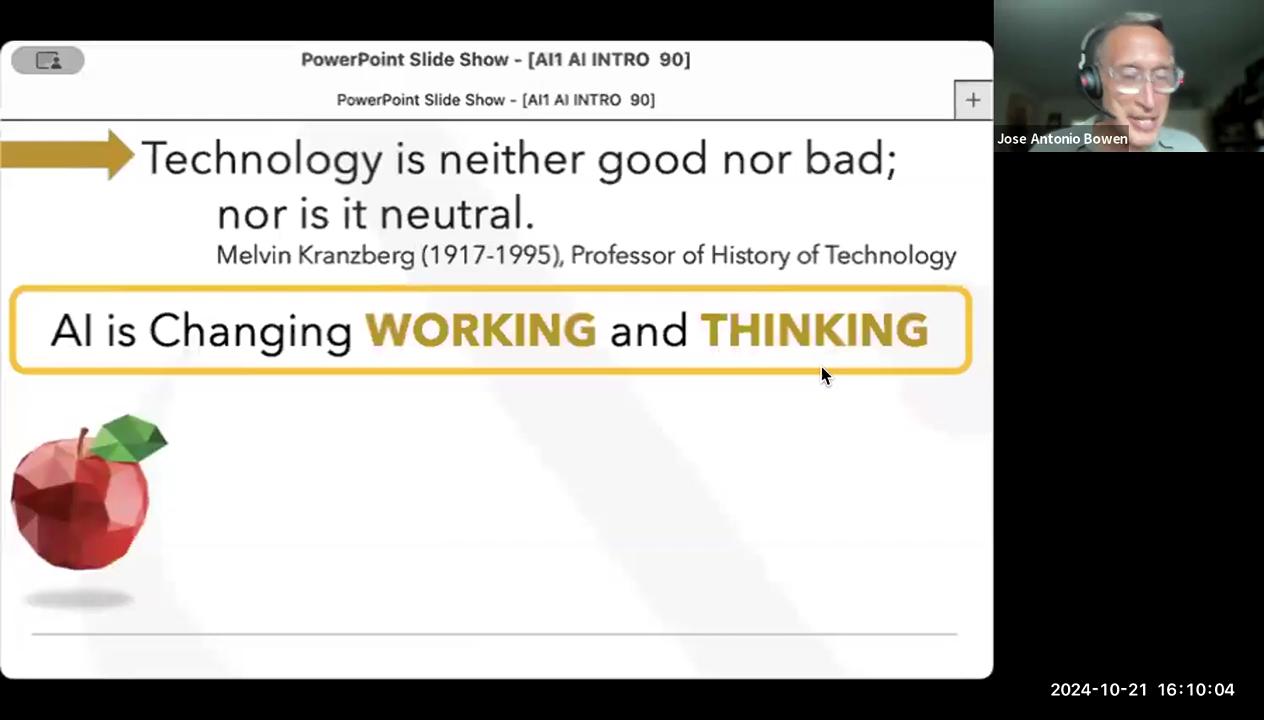 PowerPoint Slide Show - [AI1 AI INTRO  90]
PowerPoint Slide Show - [AI1 AI INTRO  90]
Technology is neither good nor bad;
nor is it neutral.
Melvin Kranzberg (1917-1995), Professor of History of Technology
AI is Changing WORKING and THINKING
Jose Antonio Bowen
2024-10-21 16:10:04